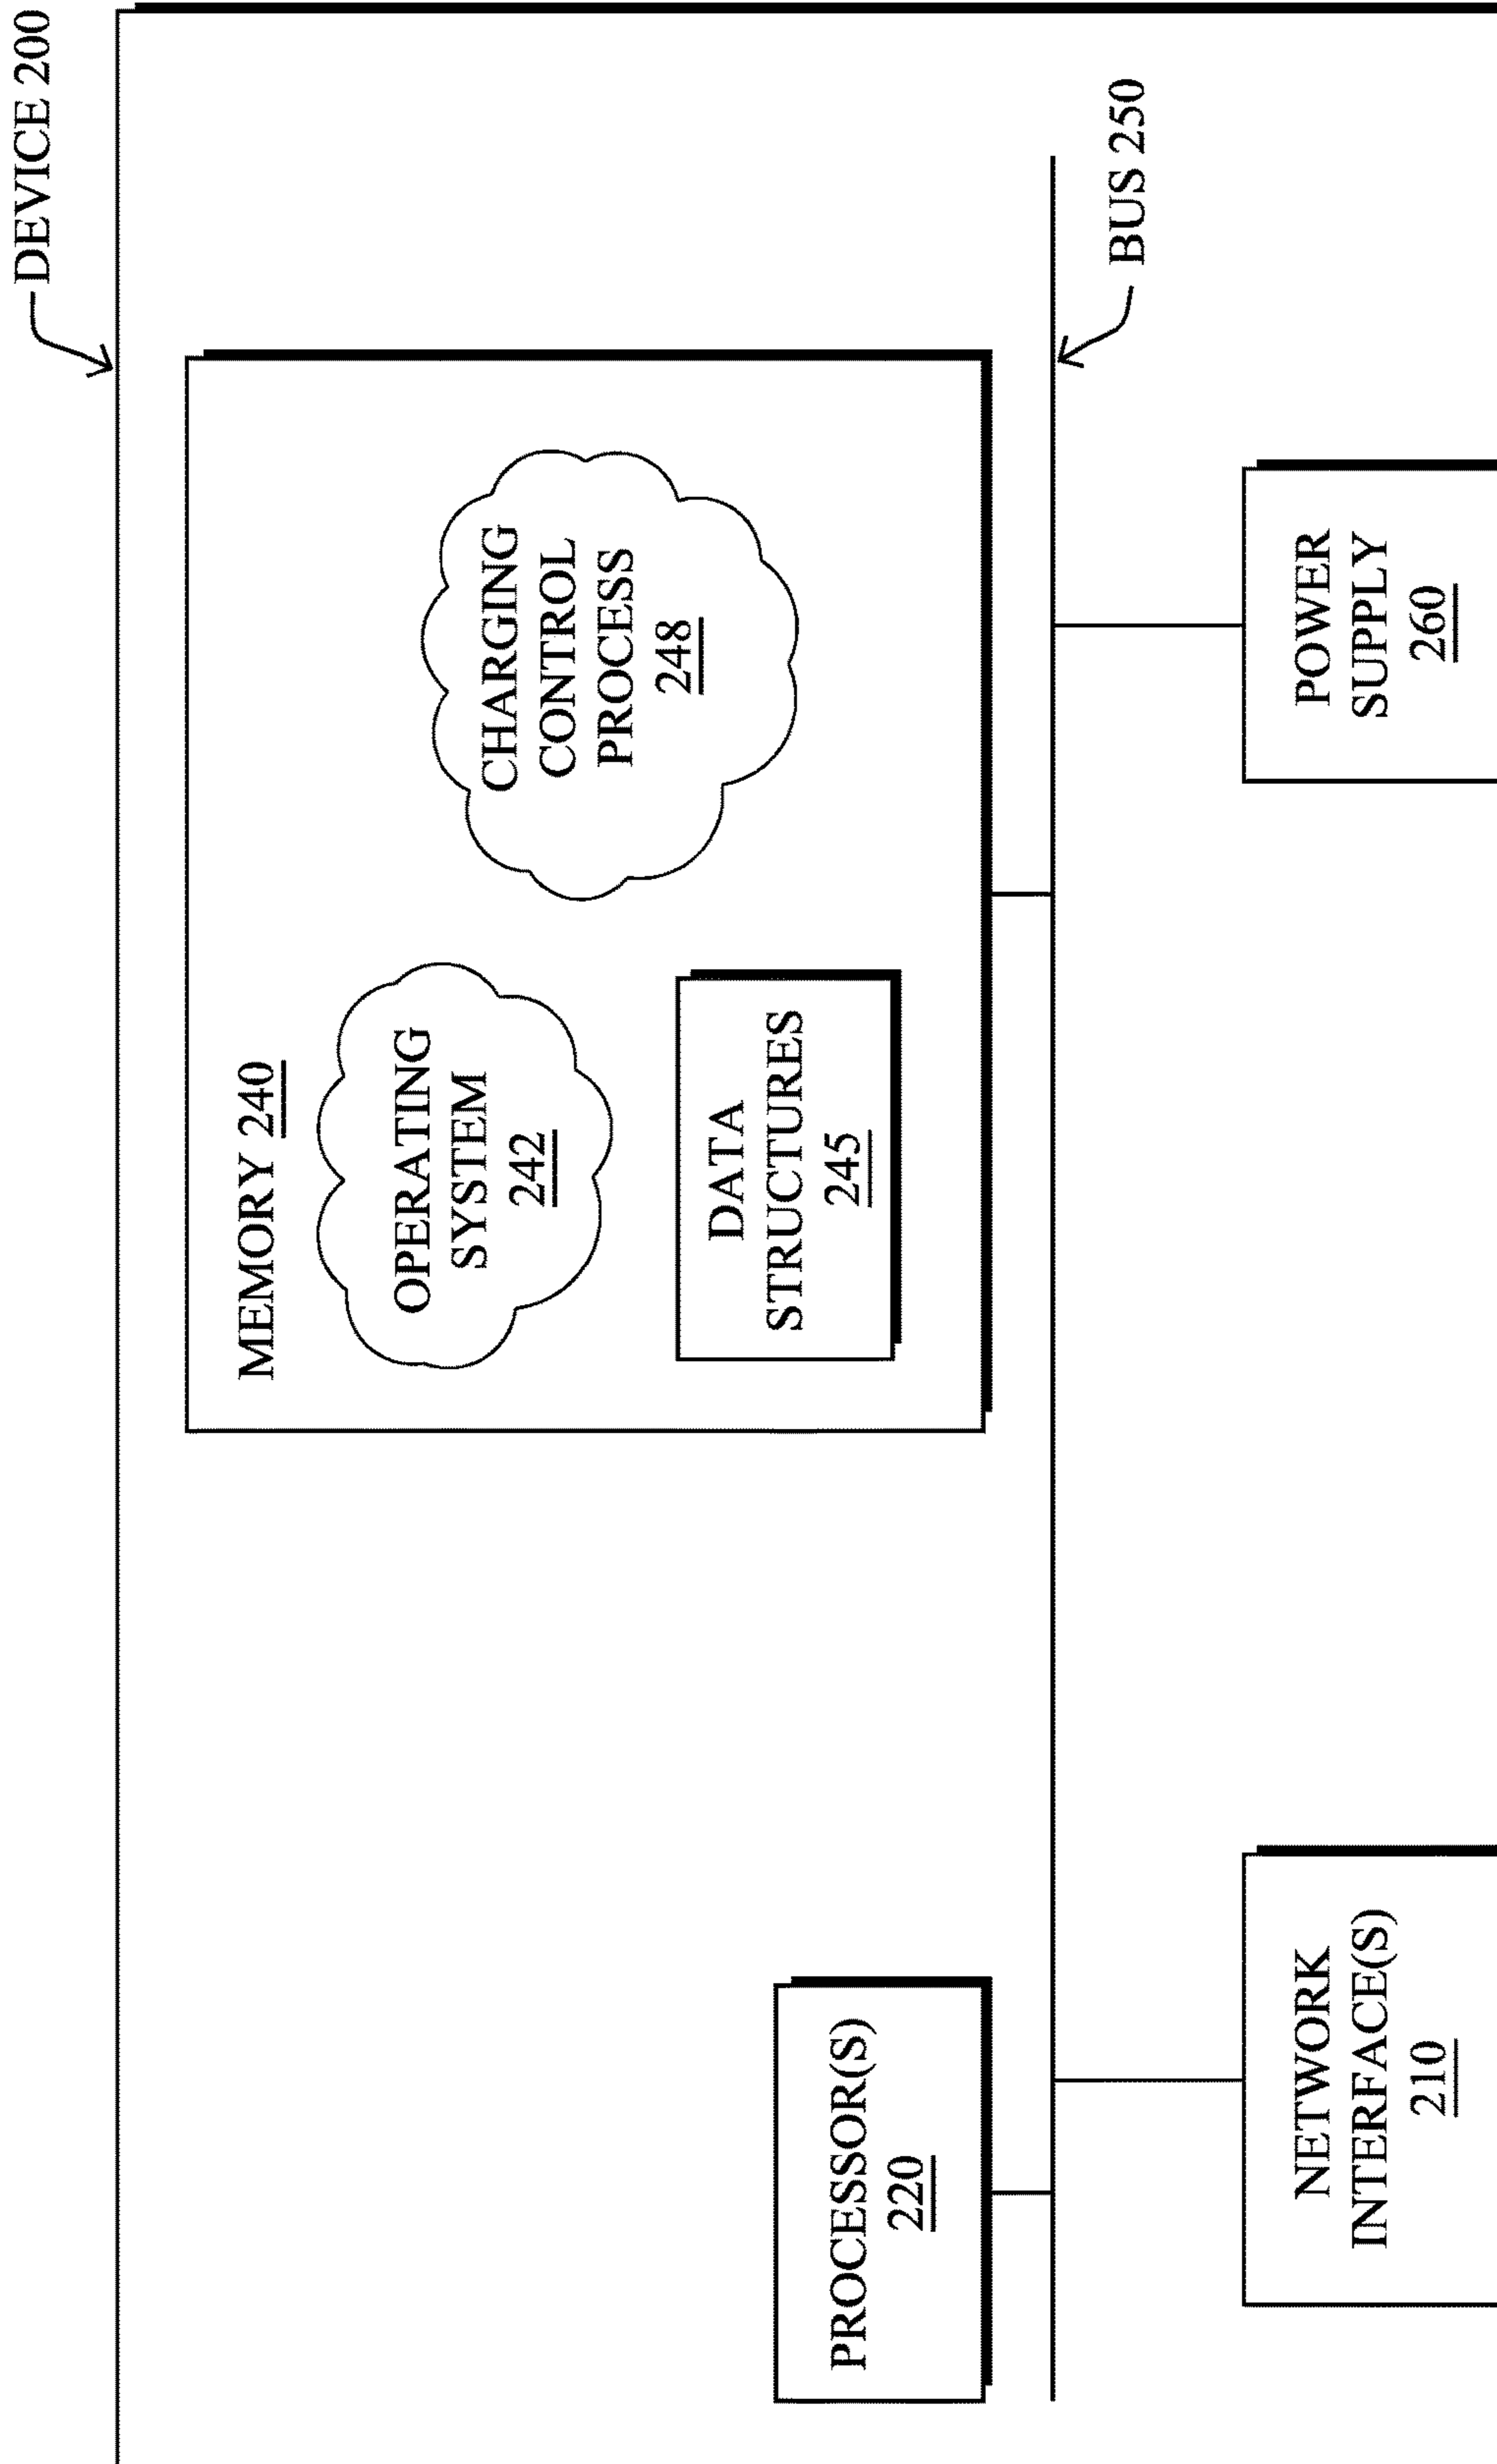 DEVICE 200
MEMORY 240
OPERATING
SYSTEM
242
CHARGING
CONTROL
PROCESS
248
DATA
STRUCTURES
245
PROCESSOR(S)
220
BUS 250
NETWORK
INTERFACE(S)
210
POWER
SUPPLY
260